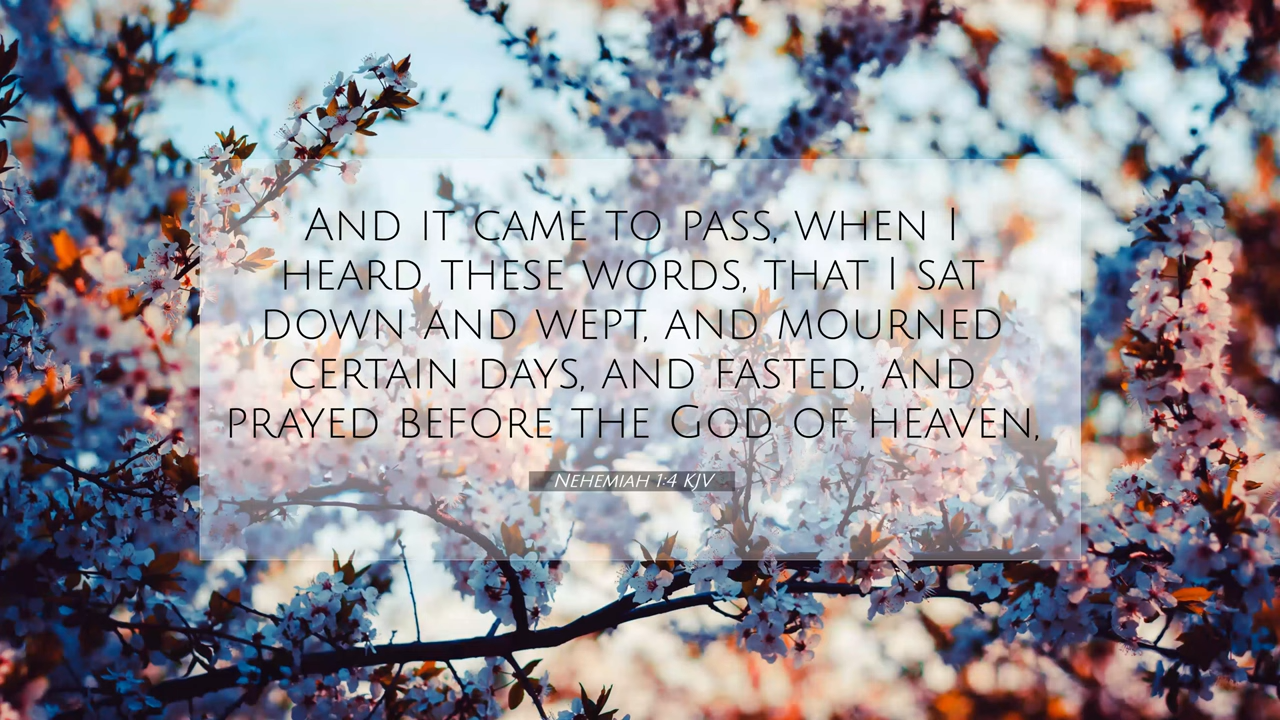 And it came to pass, when I
heard these words, that I sat
down and wept, and mourned
certain days, and fasted, and
prayed before the God of heaven,
Nehemiah 1:4 KJV